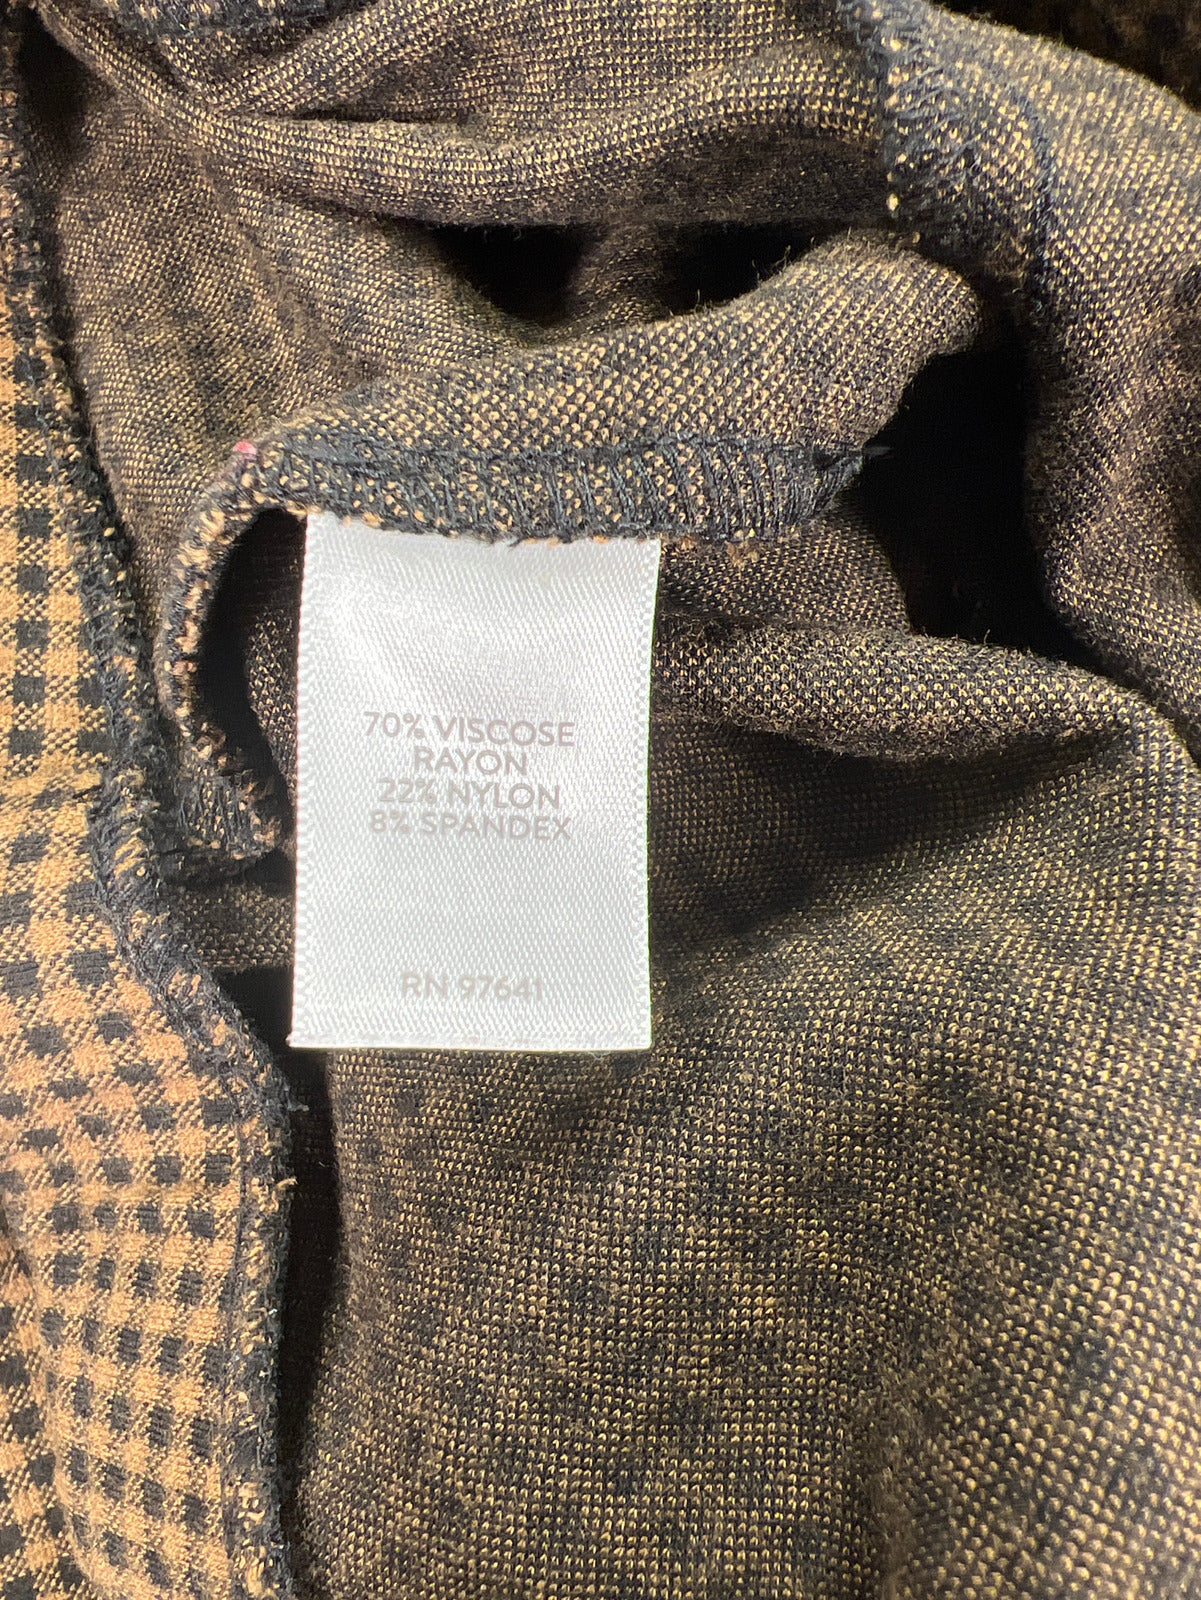 70% VISCOSE
RAYON
22% NYLON
8% SPANDEX
RN 97641